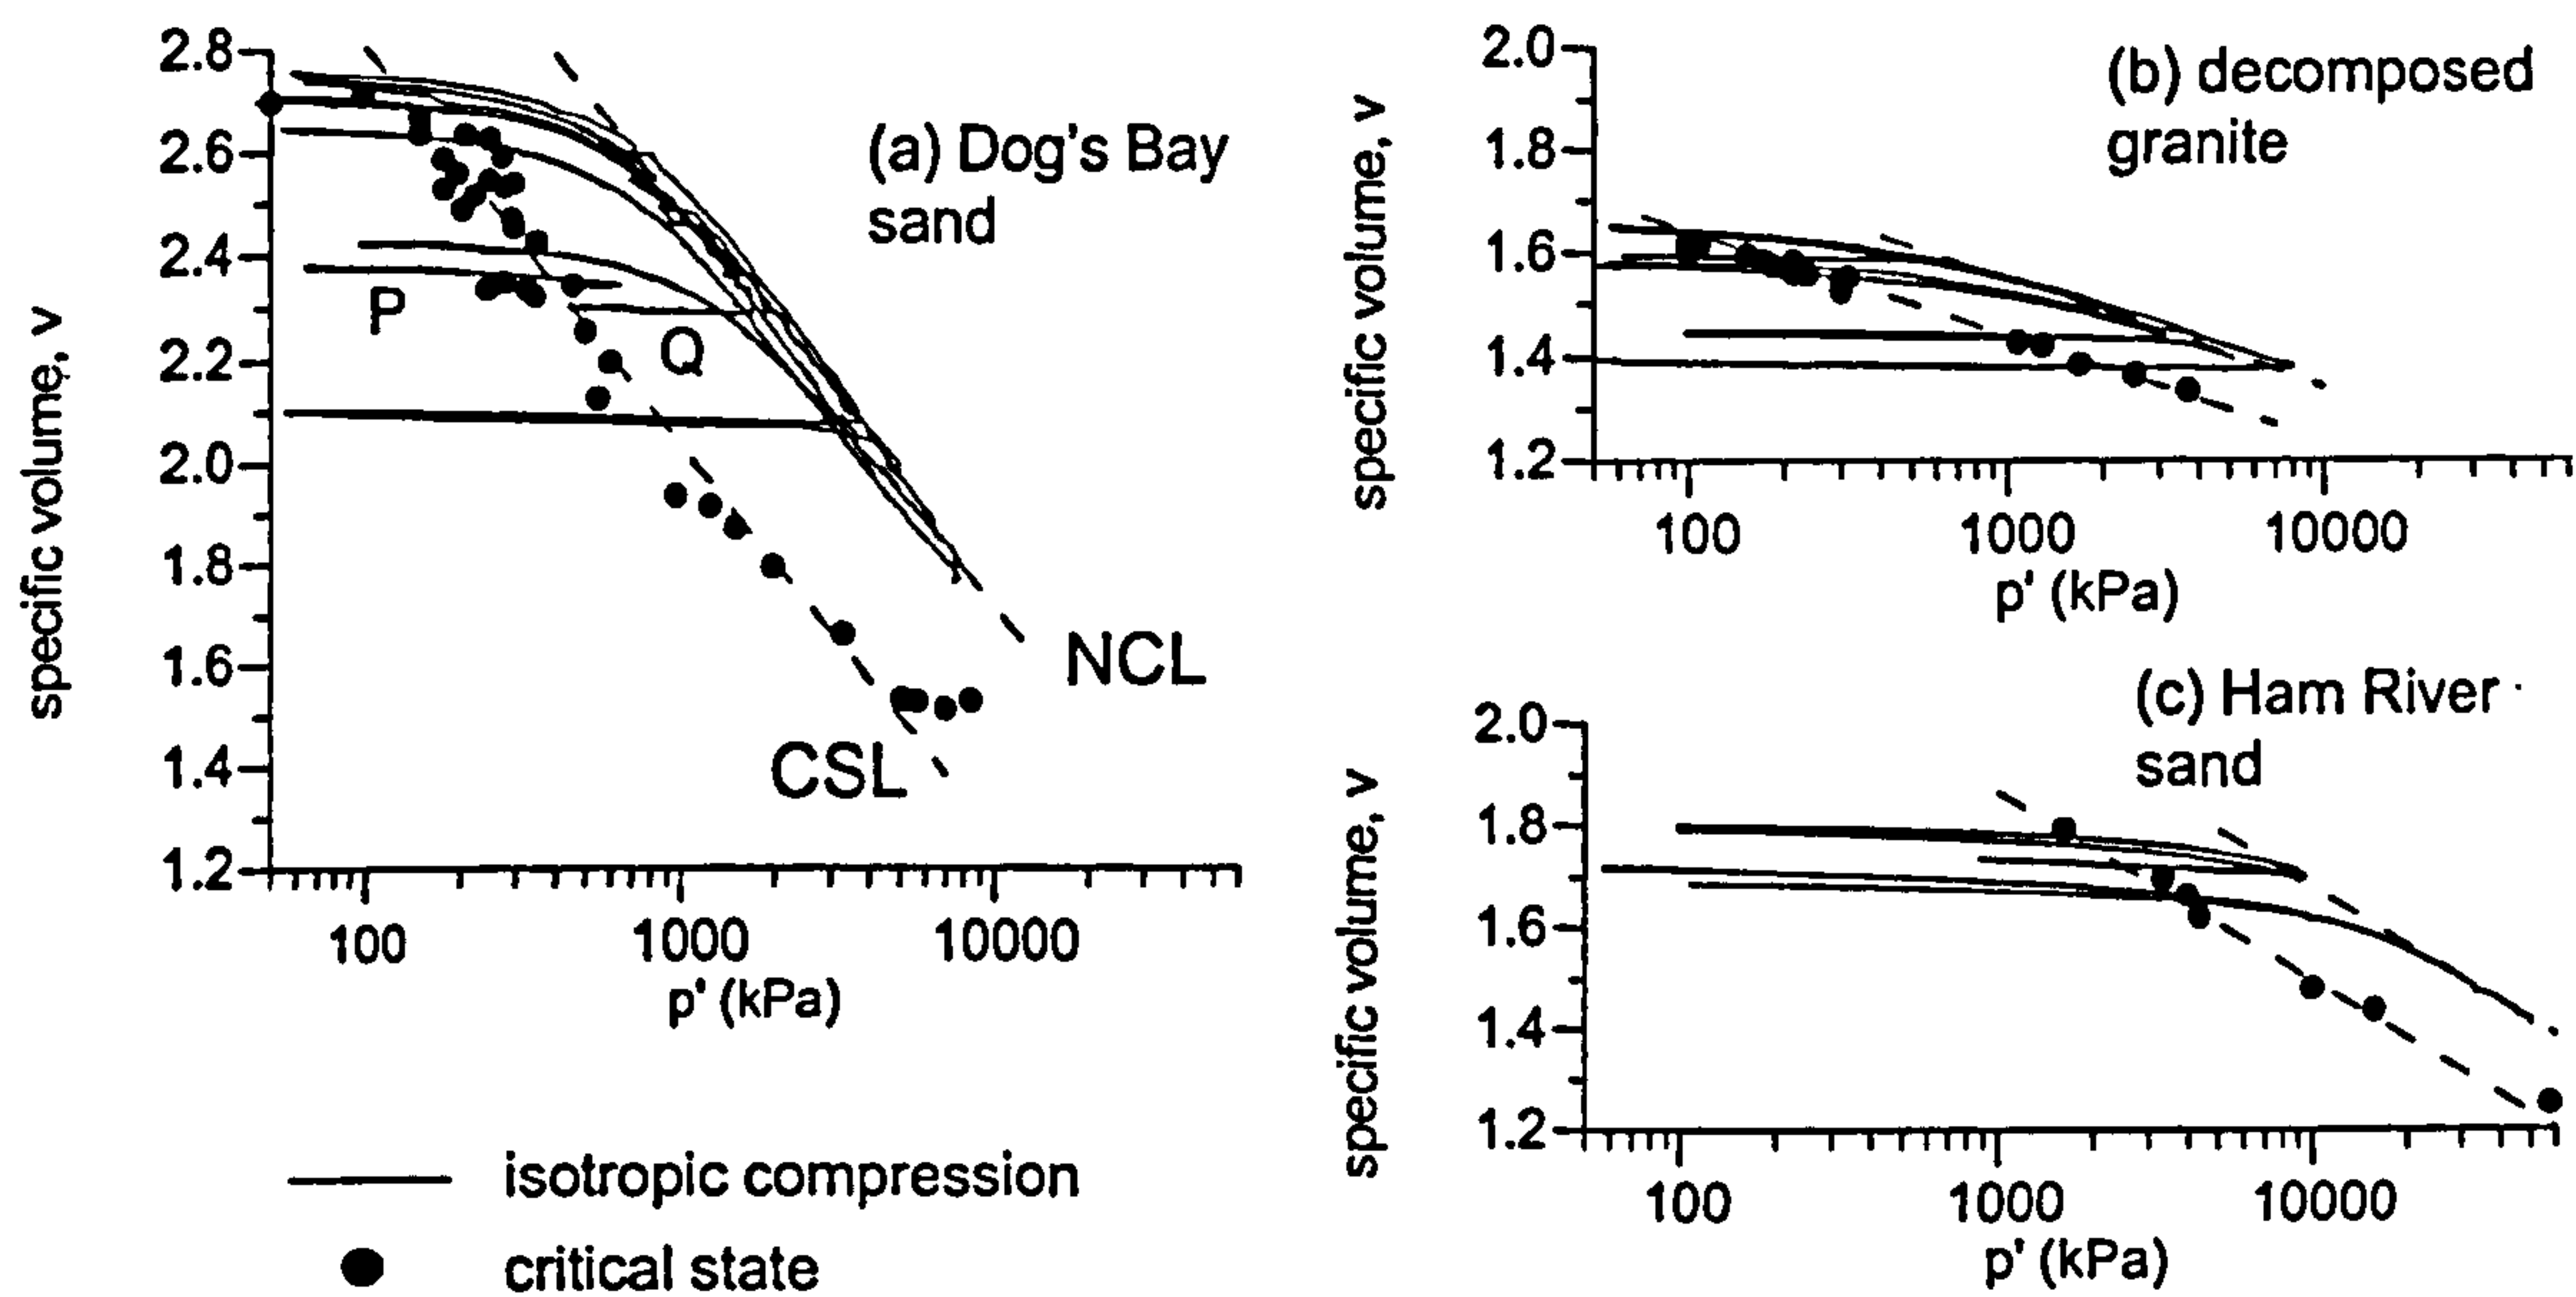 2.8
2.6
2.4
2.2
2.0
1.8
1.6
1.4
1.2
specific volume, v
100
1000
10000
p' (kPa)
(a) Dog's Bay
sand
P
Q
NCL
CSL
isotropic compression
critical state
2.0
1.8
1.6
1.4
1.2
specific volume, v
100
1000
10000
p' (kPa)
(b) decomposed
granite
2.0
1.8
1.6
1.4
1.2
specific volume, v
100
1000
10000
p' (kPa)
(c) Ham River
sand